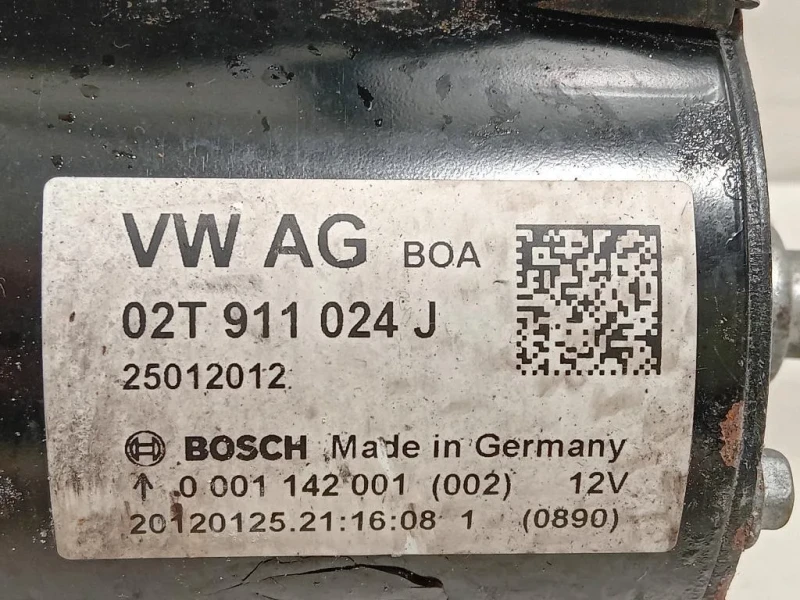 VW AG BOA
02T 911 024 J
25012012
BOSCH Made in Germany
↑ 0 001 142 001 (002) 12V
20120125.21:16:08 1 (0890)